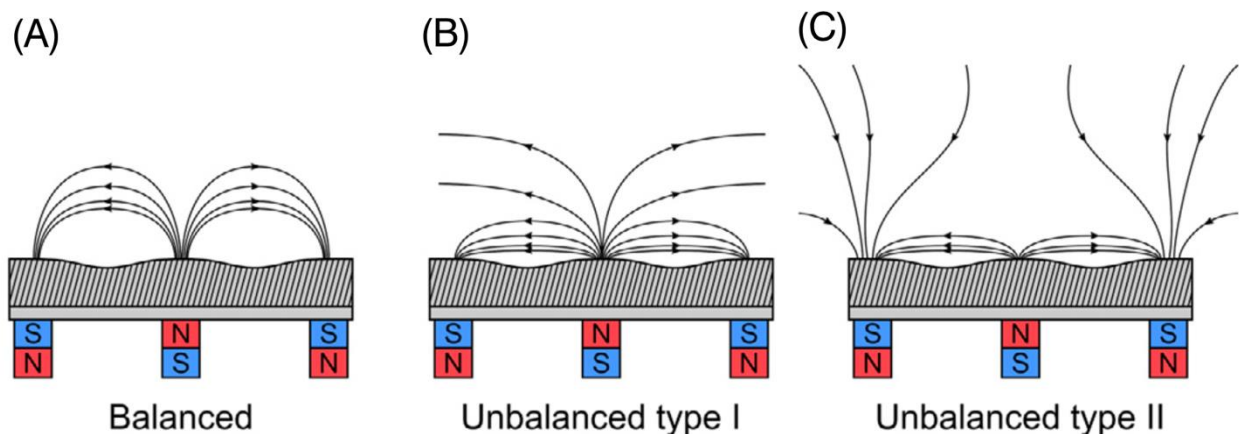 (A) (B) (C)
S N S S N S S N S
N S N N S N N S N
Balanced Unbalanced type I Unbalanced type II